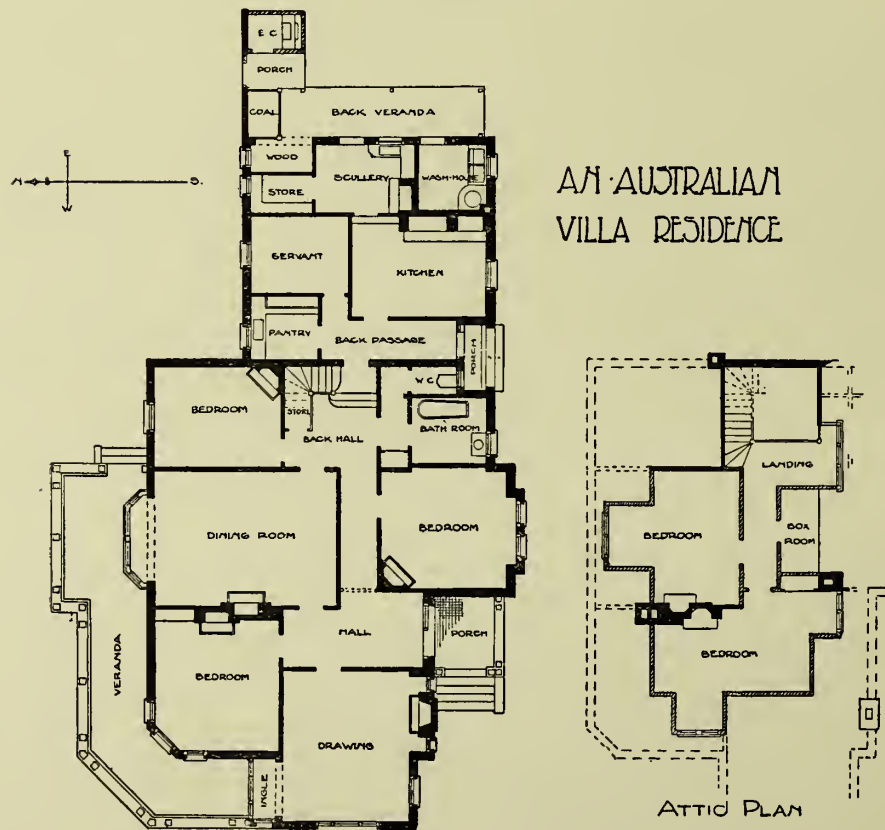 E C
PORCH
COAL
BACK VERANDA
WOOD
STORE
SCULLERY
WASH-HOUSE
E
N
S.
W
AN·AUSTRALIAN
VILLA RESIDENCE
SERVANT
KITCHEN
PANTRY
BACK PASSAGE
PORCH
W C
BEDROOM
STORE
BACK HALL
BATH ROOM
DINING ROOM
BEDROOM
VERANDA
BEDROOM
HALL
PORCH
DRAWING
INGLE
LANDING
BOX
ROOM
BEDROOM
BEDROOM
ATTIC PLAN